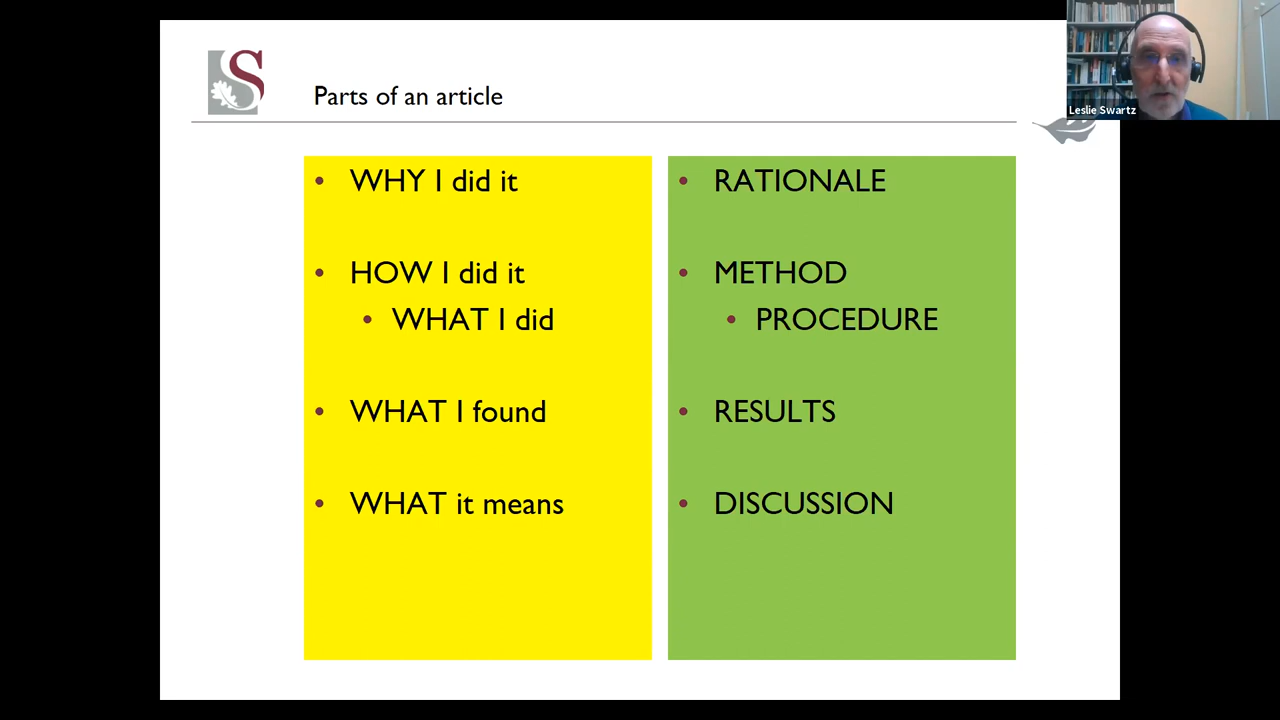 S
Parts of an article
Leslie Swartz
• WHY I did it
• HOW I did it
• WHAT I did
• WHAT I found
• WHAT it means
• RATIONALE
• METHOD
• PROCEDURE
• RESULTS
• DISCUSSION